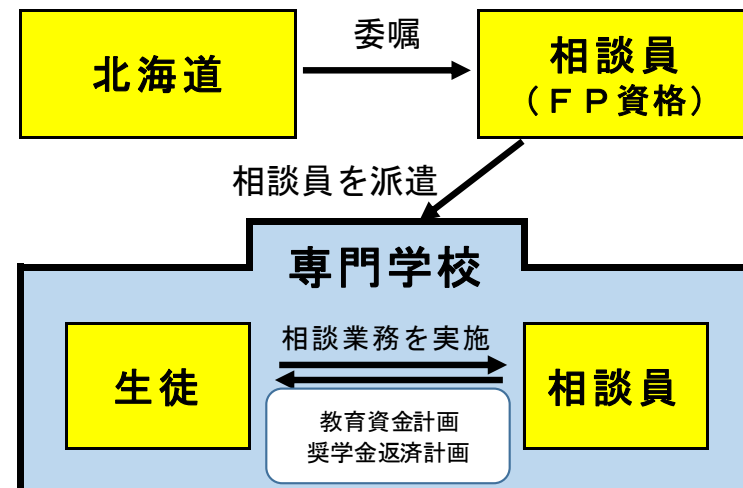 北海道
委嘱
相談員
（ＦＰ資格）
相談員を派遣
専門学校
生徒
相談業務を実施
教育資金計画
奨学金返済計画
相談員